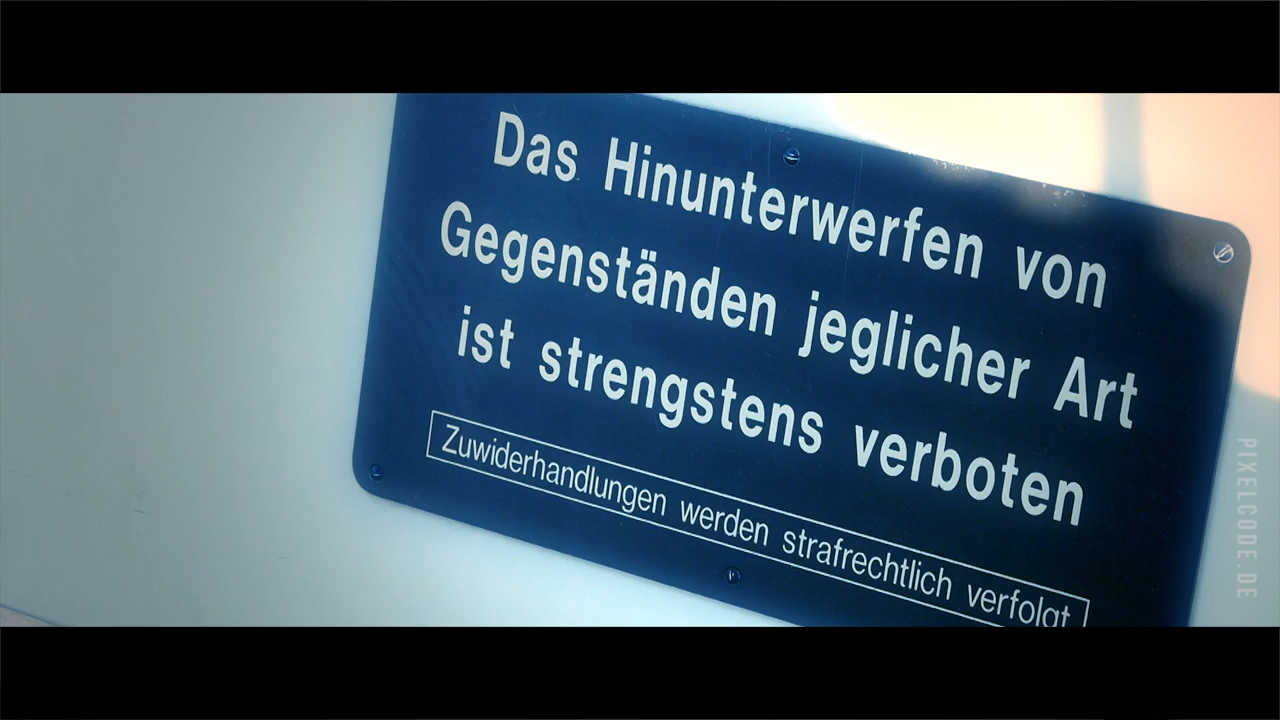 Das Hinunterwerfen von
Gegenständen jeglicher Art
ist strengstens verboten
Zuwiderhandlungen werden strafrechtlich verfolgt
PIXELCODE.DE